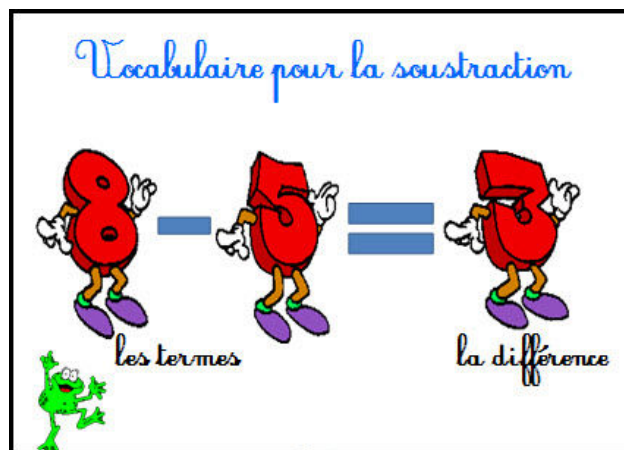 Vocabulaire pour la soustraction
8 - 5 = 3
les termes la différence